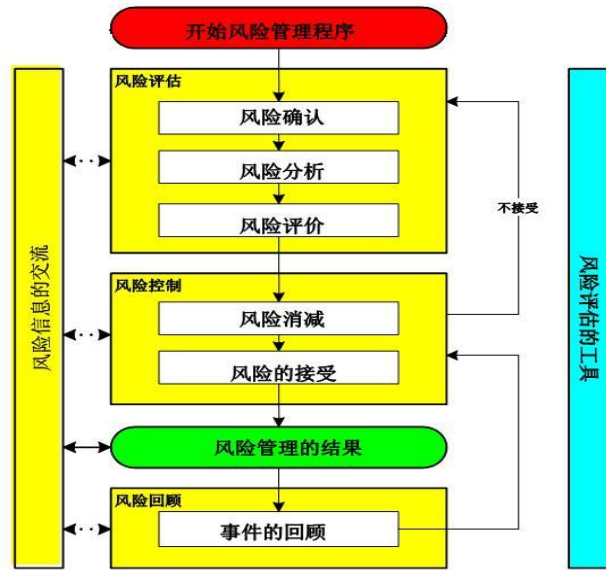 开始风险管理程序
风险评估
风险确认
风险分析
风险评价
不接受
风险控制
风险消减
风险的接受
风险管理的结果
风险回顾
事件的回顾
风险信息的交流
风险评估的工具